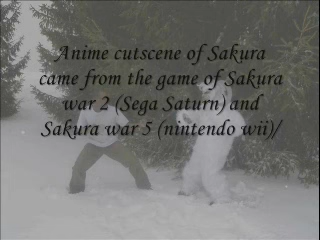 Anime cutscene of Sakura
came from the game of Sakura
war 2 (Sega Saturn) and
Sakura war 5 (nintendo wii)/